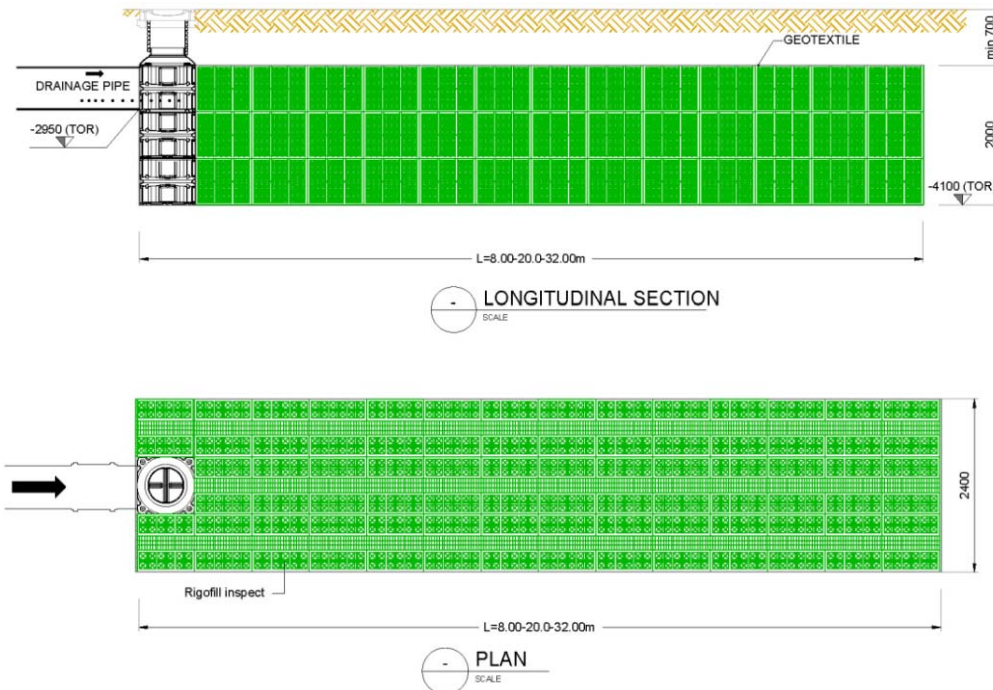 GEOTEXTILE
min 700
DRAINAGE PIPE
-2950 (TOR)
2000
-4100 (TOR
L=8.00-20.0-32.00m
-
LONGITUDINAL SECTION
SCALE
2400
Rigofill inspect
L=8.00-20.0-32.00m
-
PLAN
SCALE